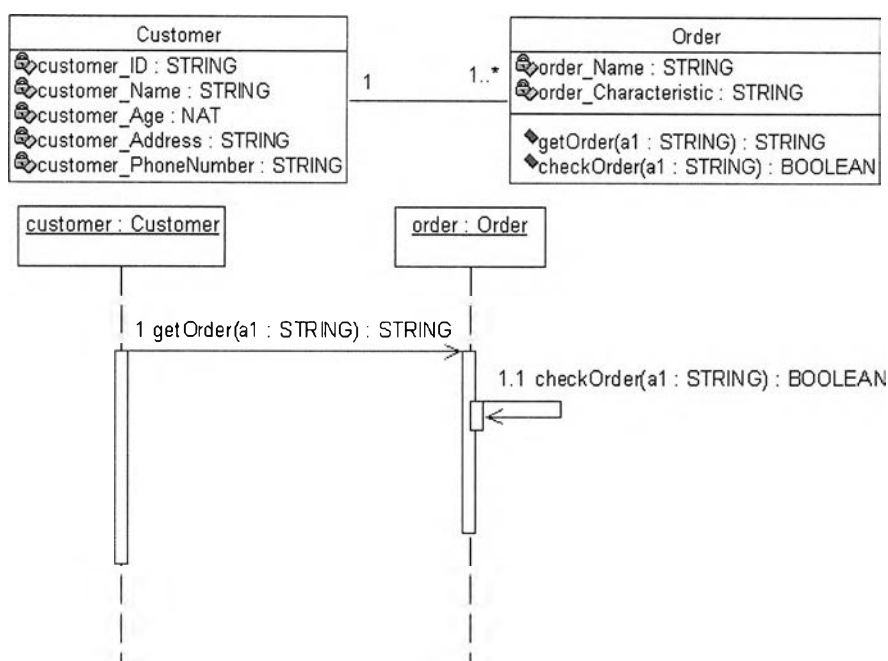 Customer
customer_ID : STRING
customer_Name : STRING
customer_Age : NAT
customer_Address : STRING
customer_PhoneNumber : STRING
1
1..*
Order
order_Name : STRING
order_Characteristic : STRING
getOrder(a1 : STRING) : STRING
checkOrder(a1 : STRING) : BOOLEAN
customer : Customer
order : Order
1 getOrder(a1 : STRING) : STRING
1.1 checkOrder(a1 : STRING) : BOOLEAN